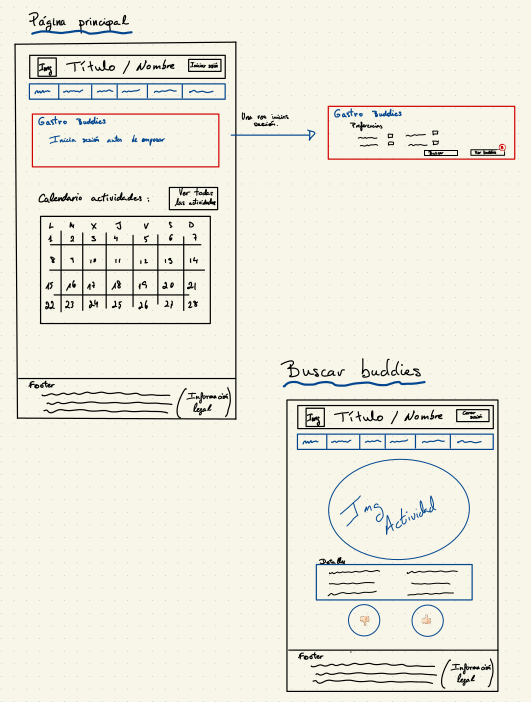 Página principal
Img
Título / Nombre
Iniciar sesión
Gastro Buddies
Inicia sesión antes de empezar
Una vez inicias
sesión.
Gastro Buddies
Preferencias
Buscar
Ver buddies
Calendario actividades:
Ver todas
las actividades
L M X J V S D
1 2 3 4 5 6 7
8 9 10 11 12 13 14
15 16 17 18 19 20 21
22 23 24 25 26 27 28
Footer
(Información
legal)
Buscar buddies
Img
Título / Nombre
Cerrar
sesión
Img
Actividad
Detalles
Footer
(Información
legal)